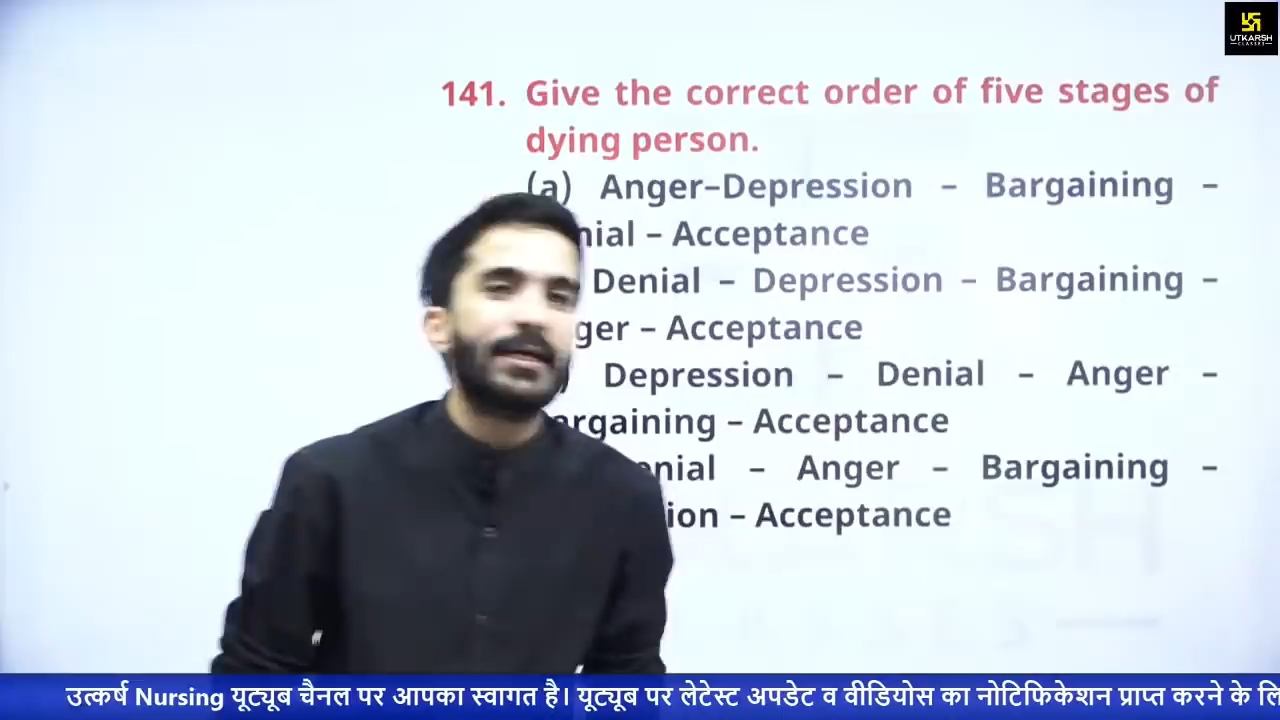 UTKARSH
CLASSES
141. Give the correct order of five stages of
dying person.
(a) Anger–Depression – Bargaining –
nial – Acceptance
Denial – Depression – Bargaining –
ger – Acceptance
) Depression – Denial – Anger –
argaining – Acceptance
enial – Anger – Bargaining –
ion – Acceptance
उत्कर्ष Nursing यूट्यूब चैनल पर आपका स्वागत है। यूट्यूब पर लेटेस्ट अपडेट व वीडियोस का नोटिफिकेशन प्राप्त करने के लि